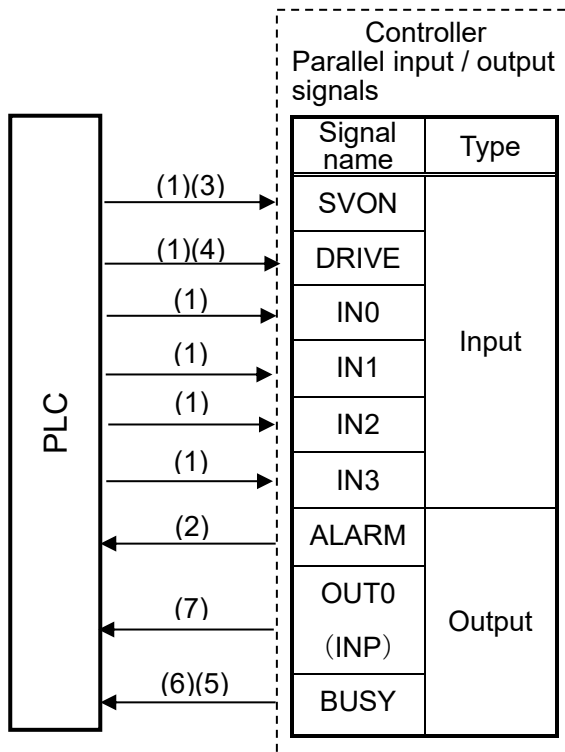 Controller
Parallel input / output
signals
Signal
name
Type
(1)(3)
SVON
(1)(4)
DRIVE
(1)
IN0
Input
(1)
IN1
(1)
IN2
(1)
IN3
PLC
(2)
ALARM
(7)
OUT0
（INP）
Output
(6)(5)
BUSY